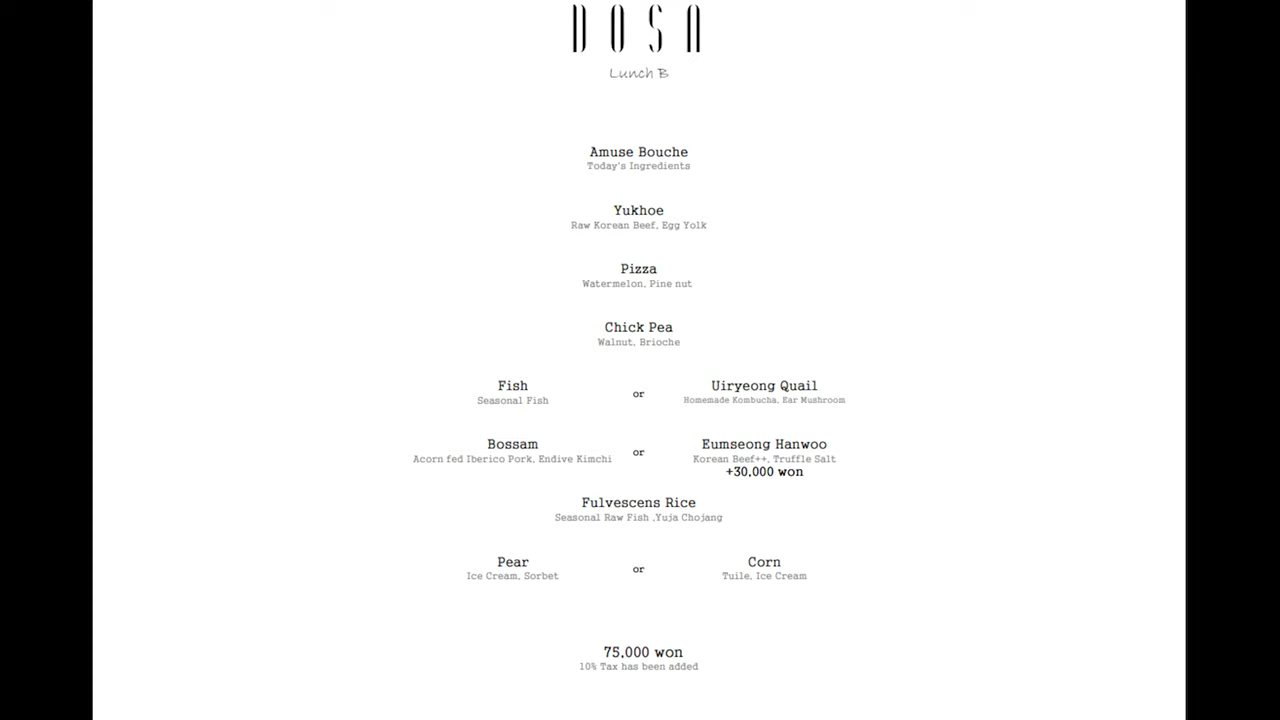 DOSA
Lunch B
Amuse Bouche
Today's Ingredients
Yukhoe
Raw Korean Beef, Egg Yolk
Pizza
Watermelon, Pine nut
Chick Pea
Walnut, Brioche
Fish or Uiryeong Quail
Seasonal Fish Homemade Kombucha, Ear Mushroom
Bossam or Eumseong Hanwoo
Acorn fed Iberico Pork, Endive Kimchi Korean Beef++, Truffle Salt
+30,000 won
Fulvescens Rice
Seasonal Raw Fish ,Yuja Chojang
Pear or Corn
Ice Cream, Sorbet Tuile, Ice Cream
75,000 won
10% Tax has been added